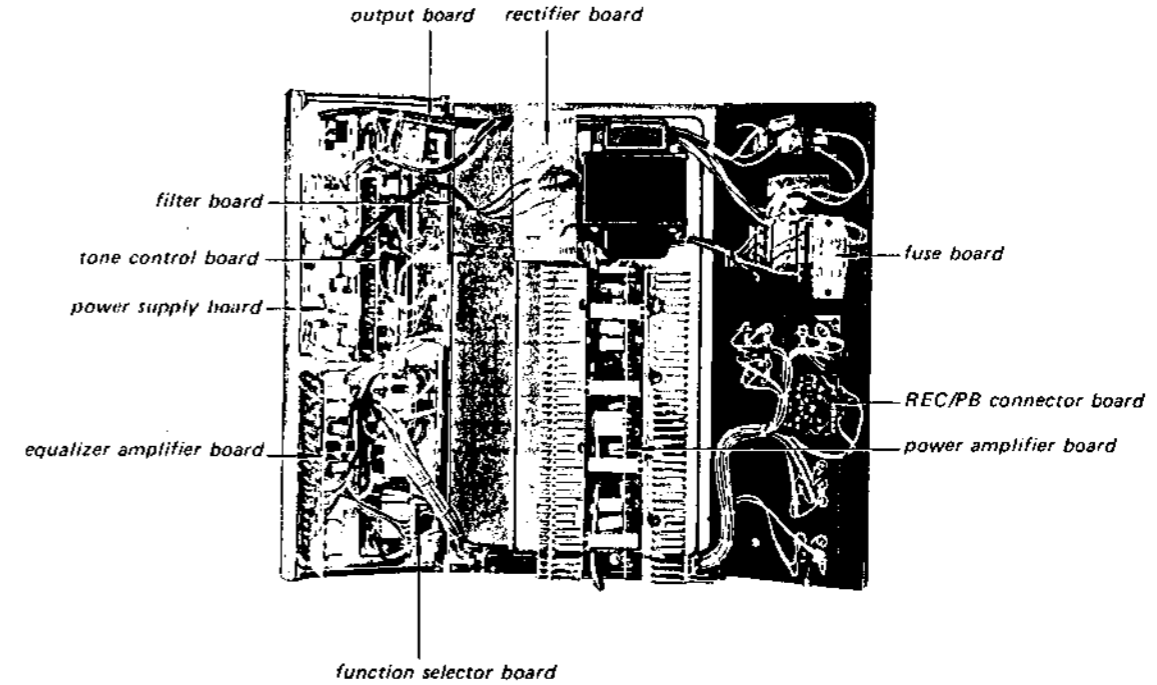 output board
rectifier board
filter board
tone control board
power supply board
equalizer amplifier board
function selector board
fuse board
REC/PB connector board
power amplifier board